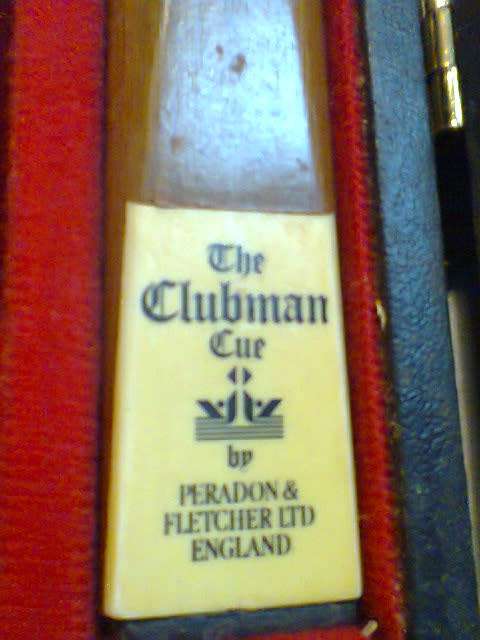 The
Clubman
Cue
by
PERADON &
FLETCHER LTD
ENGLAND